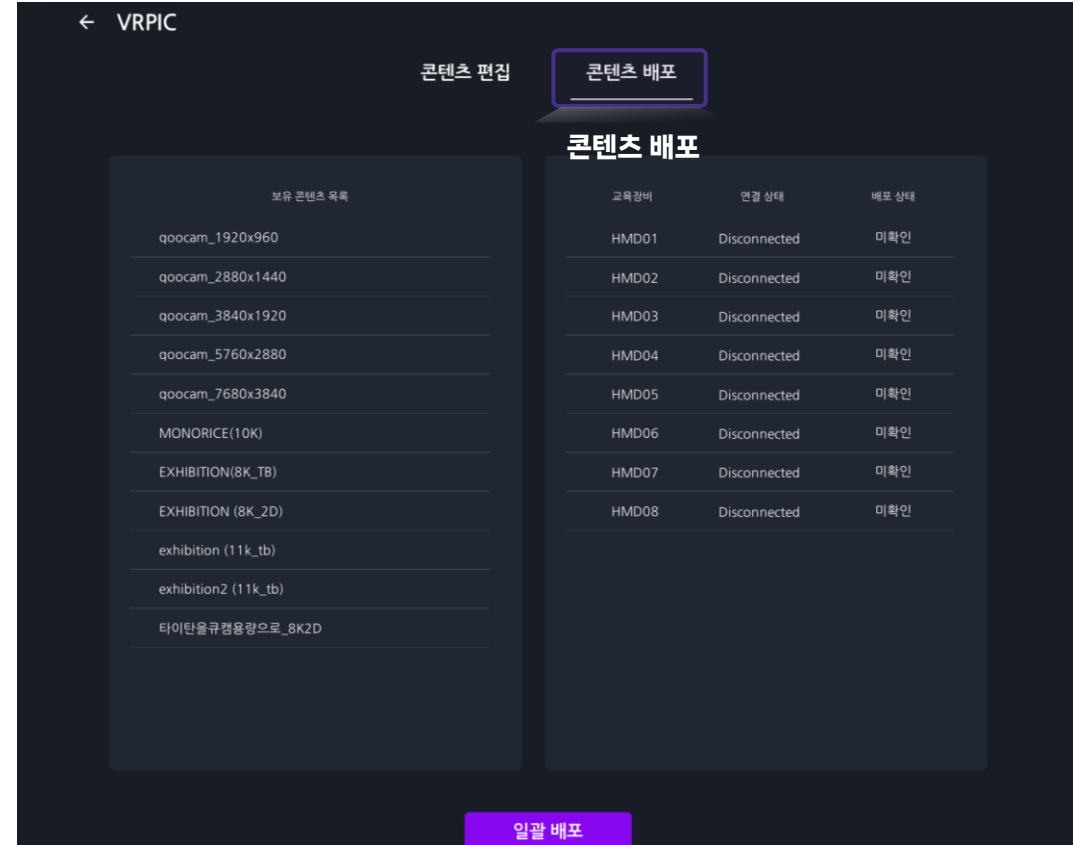 ← VRPIC
콘텐츠 편집 콘텐츠 배포
콘텐츠 배포
보유 콘텐츠 목록
qoocam_1920x960
qoocam_2880x1440
qoocam_3840x1920
qoocam_5760x2880
qoocam_7680x3840
MONORICE(10K)
EXHIBITION(8K_TB)
EXHIBITION (8K_2D)
exhibition (11k_tb)
exhibition2 (11k_tb)
타이탄을큐캠용량으로_8K2D
교육장비 연결 상태 배포 상태
HMD01 Disconnected 미확인
HMD02 Disconnected 미확인
HMD03 Disconnected 미확인
HMD04 Disconnected 미확인
HMD05 Disconnected 미확인
HMD06 Disconnected 미확인
HMD07 Disconnected 미확인
HMD08 Disconnected 미확인
일괄 배포